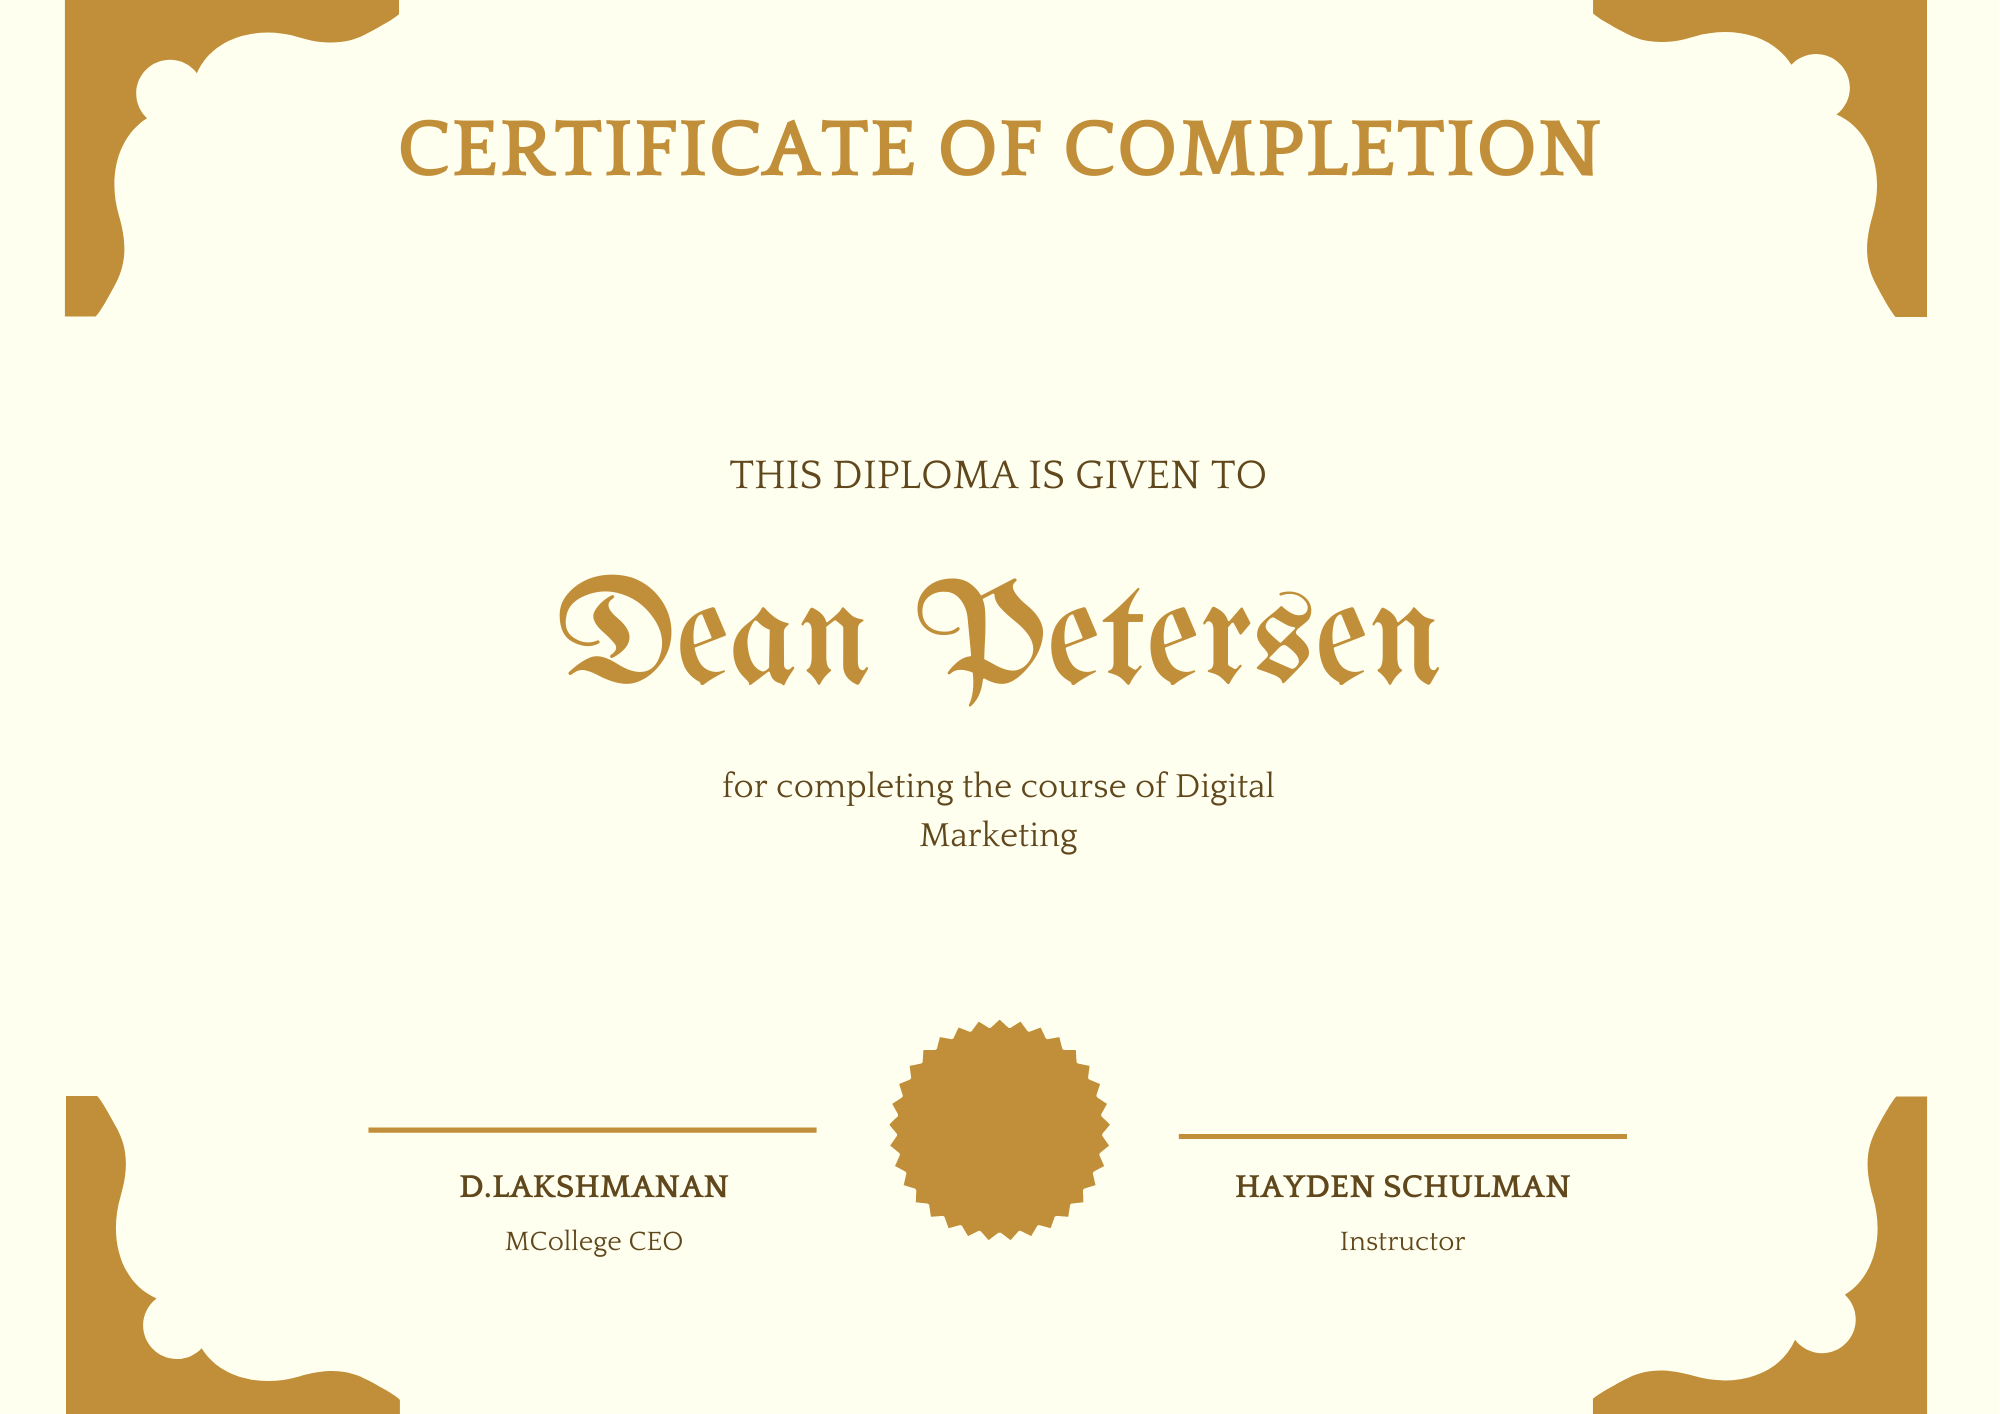 CERTIFICATE OF COMPLETION
THIS DIPLOMA IS GIVEN TO
Dean Petersen
for completing the course of Digital
Marketing
D.LAKSHMANAN
MCollege CEO
HAYDEN SCHULMAN
Instructor